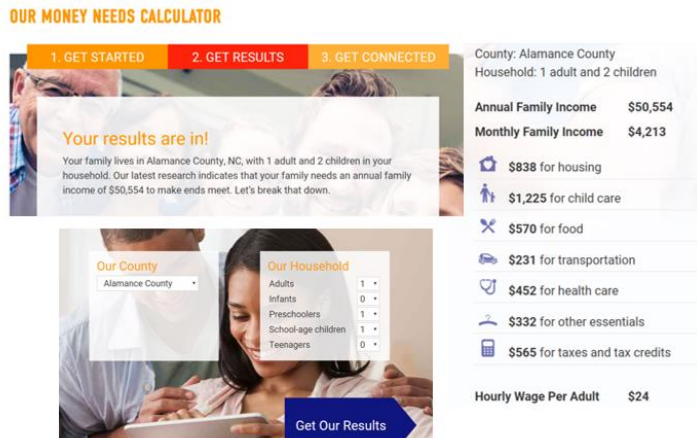 OUR MONEY NEEDS CALCULATOR
1. GET STARTED
2. GET RESULTS
3. GET CONNECTED
Your results are in!
Your family lives in Alamance County, NC, with 1 adult and 2 children in your
household. Our latest research indicates that your family needs an annual family
income of $50,554 to make ends meet. Let's break that down.
Our County
Alamance County
Our Household
Adults 1
Infants 0
Preschoolers 1
School-age children 1
Teenagers 0
Get Our Results
County: Alamance County
Household: 1 adult and 2 children
Annual Family Income $50,554
Monthly Family Income $4,213
$838 for housing
$1,225 for child care
$570 for food
$231 for transportation
$452 for health care
$332 for other essentials
$565 for taxes and tax credits
Hourly Wage Per Adult $24